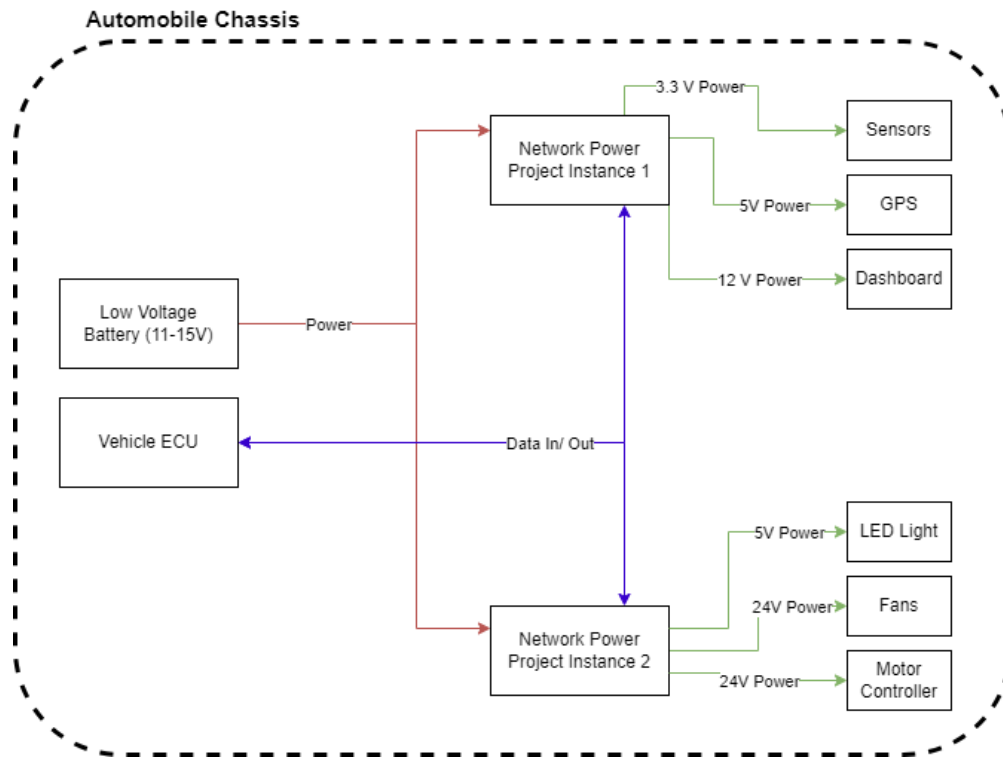 Automobile Chassis
3.3 V Power
Sensors
Network Power
Project Instance 1
5V Power
GPS
12 V Power
Dashboard
Low Voltage
Battery (11-15V)
Power
Vehicle ECU
Data In/ Out
5V Power
LED Light
24V Power
Fans
Network Power
Project Instance 2
24V Power
Motor
Controller